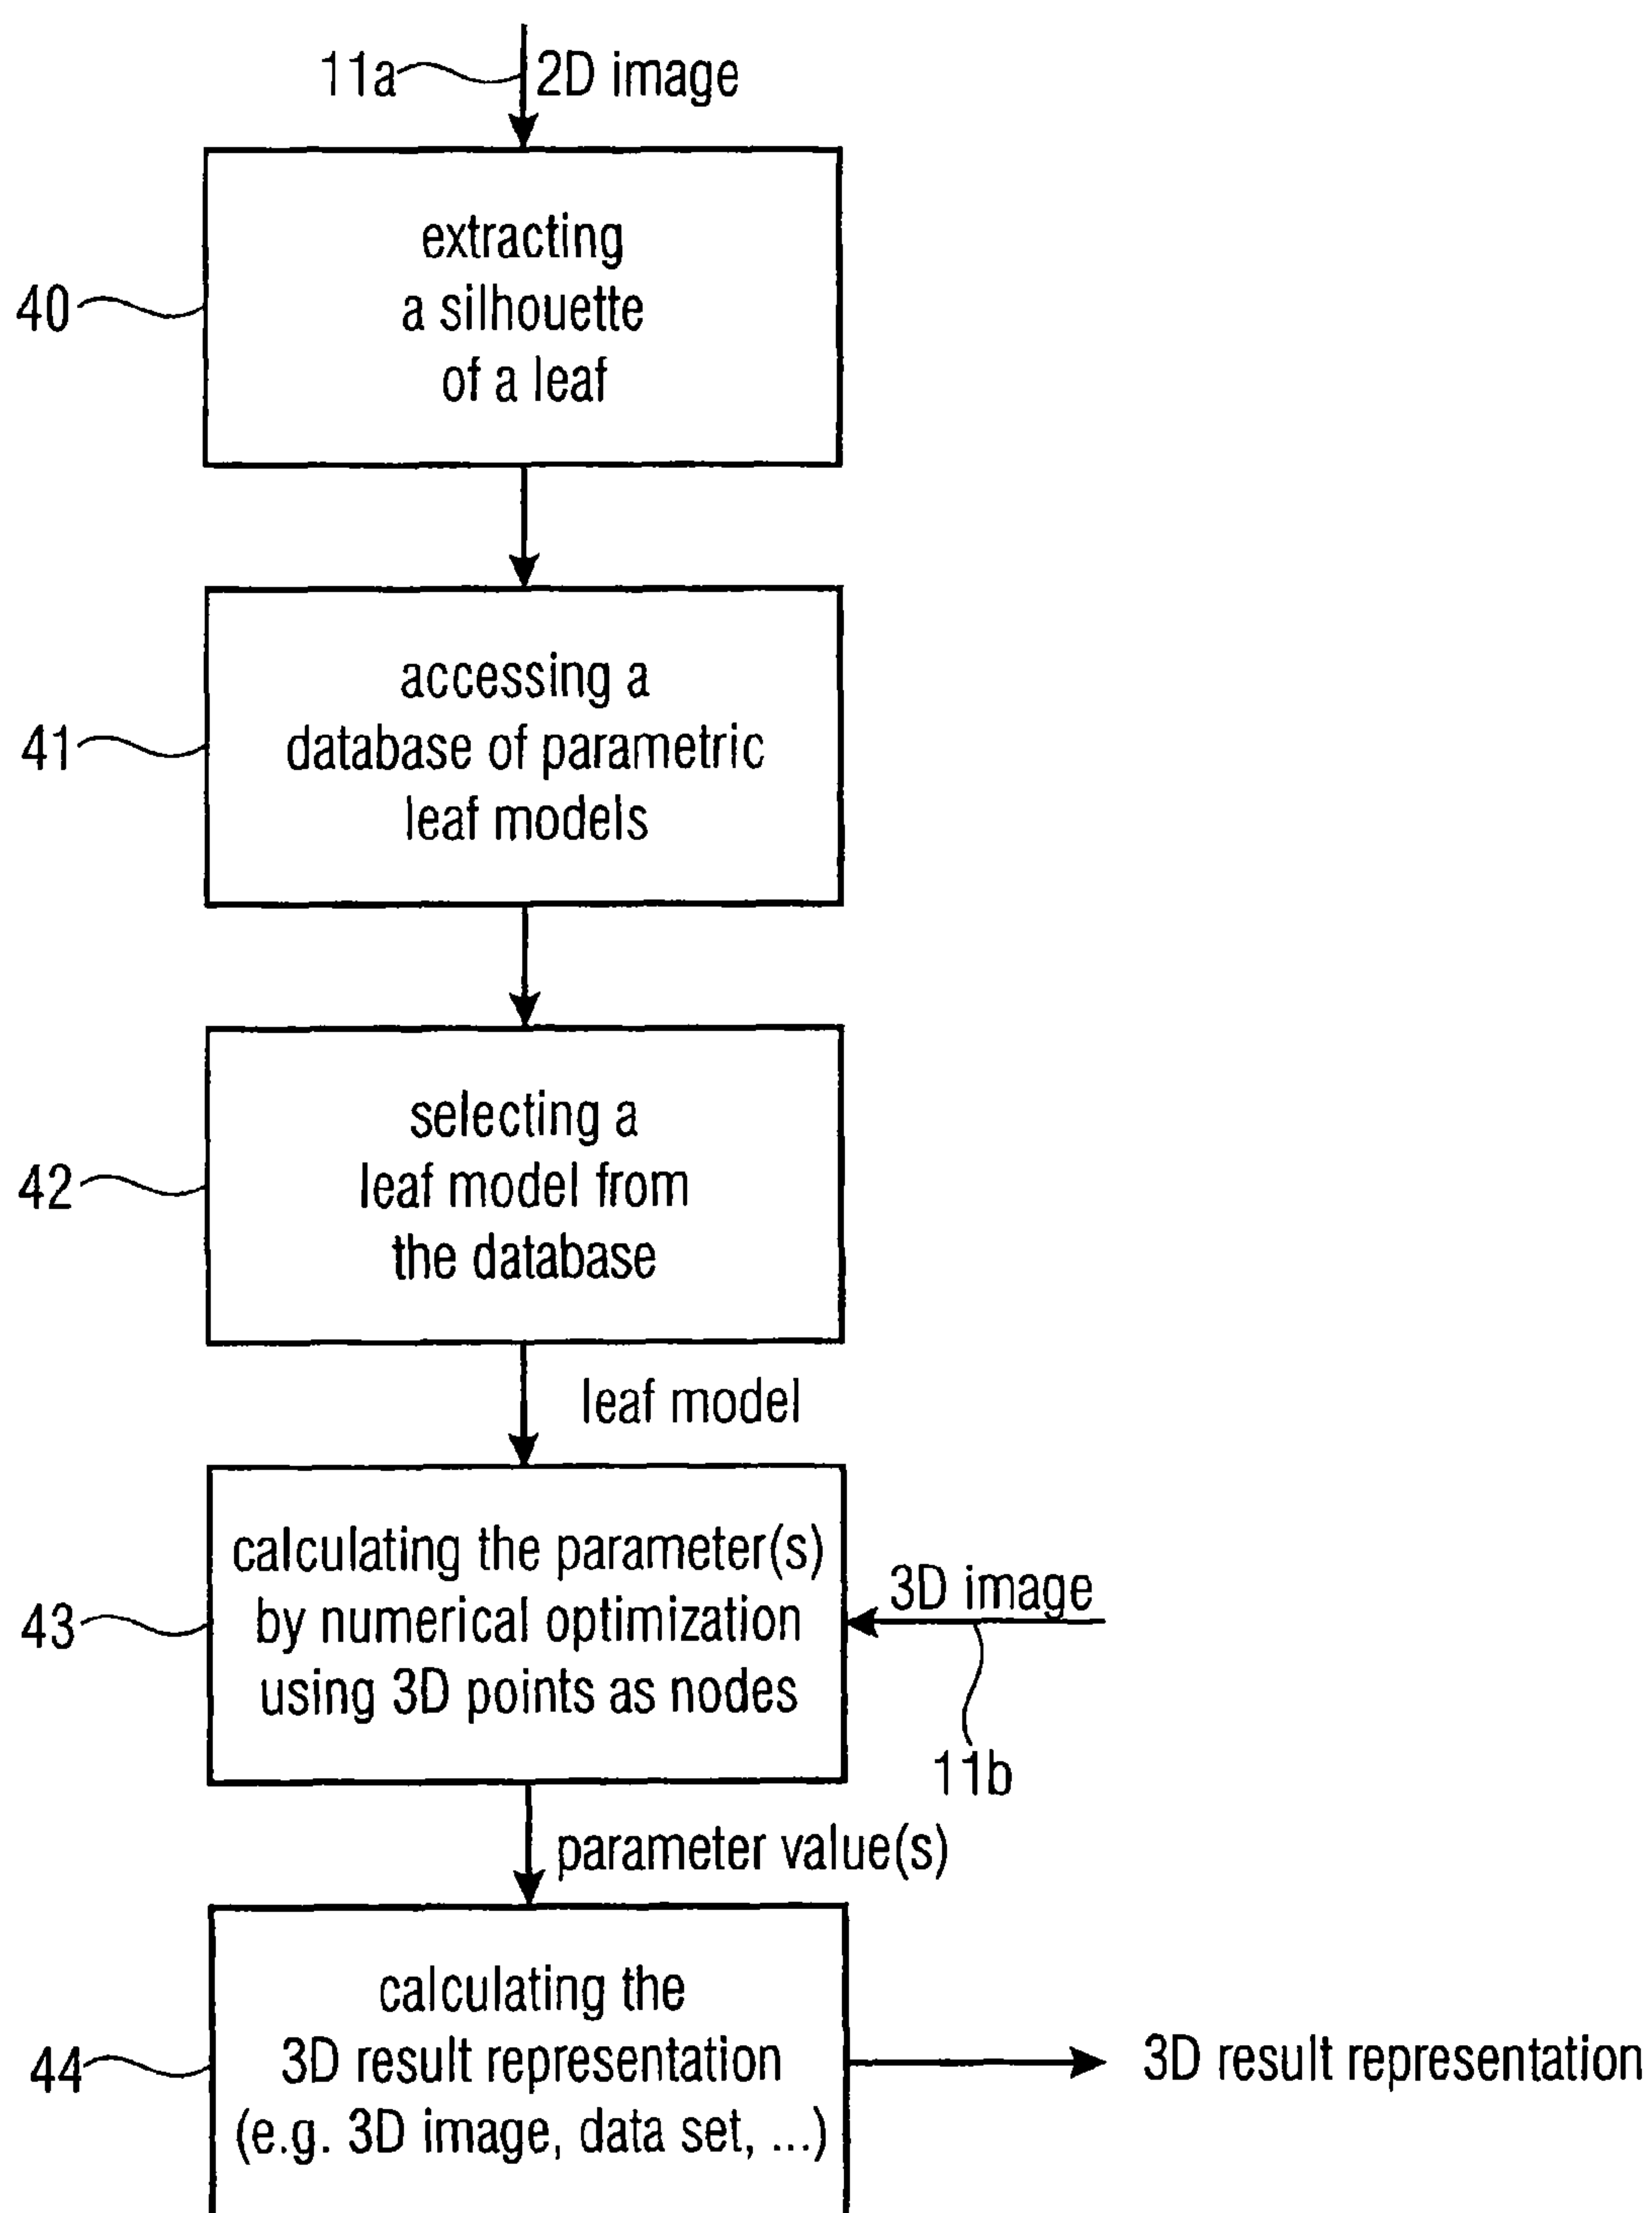 11a
2D image
extracting
a silhouette
of a leaf
40
accessing a
database of parametric
leaf models
41
selecting a
leaf model from
the database
42
leaf model
calculating the parameter(s)
by numerical optimization
using 3D points as nodes
43
3D image
11b
parameter value(s)
calculating the
3D result representation
(e.g. 3D image, data set, ...)
44
3D result representation